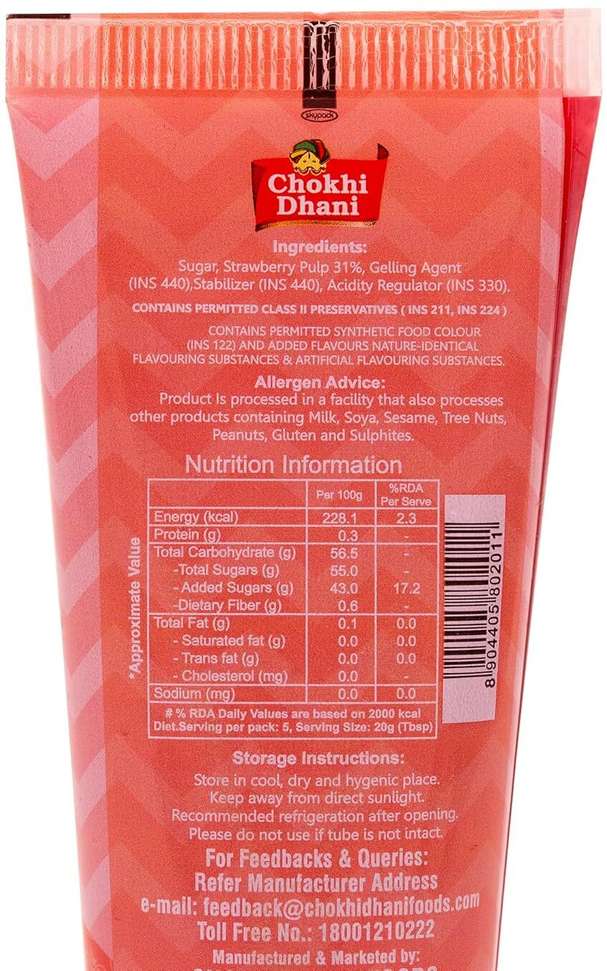 skypack
Chokhi
Dhani
Ingredients:
Sugar, Strawberry Pulp 31%, Gelling Agent
(INS 440),Stabilizer (INS 440), Acidity Regulator (INS 330).
CONTAINS PERMITTED CLASS II PRESERVATIVES ( INS 211, INS 224 )
CONTAINS PERMITTED SYNTHETIC FOOD COLOUR
(INS 122) AND ADDED FLAVOURS NATURE-IDENTICAL
FLAVOURING SUBSTANCES & ARTIFICIAL FLAVOURING SUBSTANCES.
Allergen Advice:
Product Is processed in a facility that also processes
other products containing Milk, Soya, Sesame, Tree Nuts,
Peanuts, Gluten and Sulphites.
Nutrition Information
Per 100g %RDA
Per Serve
Energy (kcal) 228.1 2.3
Protein (g) 0.3 -
Total Carbohydrate (g) 56.5 -
-Total Sugars (g) 55.0 -
- Added Sugars (g) 43.0 17.2
-Dietary Fiber (g) 0.6 -
Total Fat (g) 0.1 0.0
- Saturated fat (g) 0.0 0.0
- Trans fat (g) 0.0 0.0
- Cholesterol (mg) 0.0 -
Sodium (mg) 0.0 0.0
*Approximate Value
# % RDA Daily Values are based on 2000 kcal
Diet.Serving per pack: 5, Serving Size: 20g (Tbsp)
8 904405 802011
Storage Instructions:
Store in cool, dry and hygenic place.
Keep away from direct sunlight.
Recommended refrigeration after opening.
Please do not use if tube is not intact.
For Feedbacks & Queries:
Refer Manufacturer Address
e-mail: feedback@chokhidhanifoods.com
Toll Free No.: 18001210222
Manufactured & Marketed by: